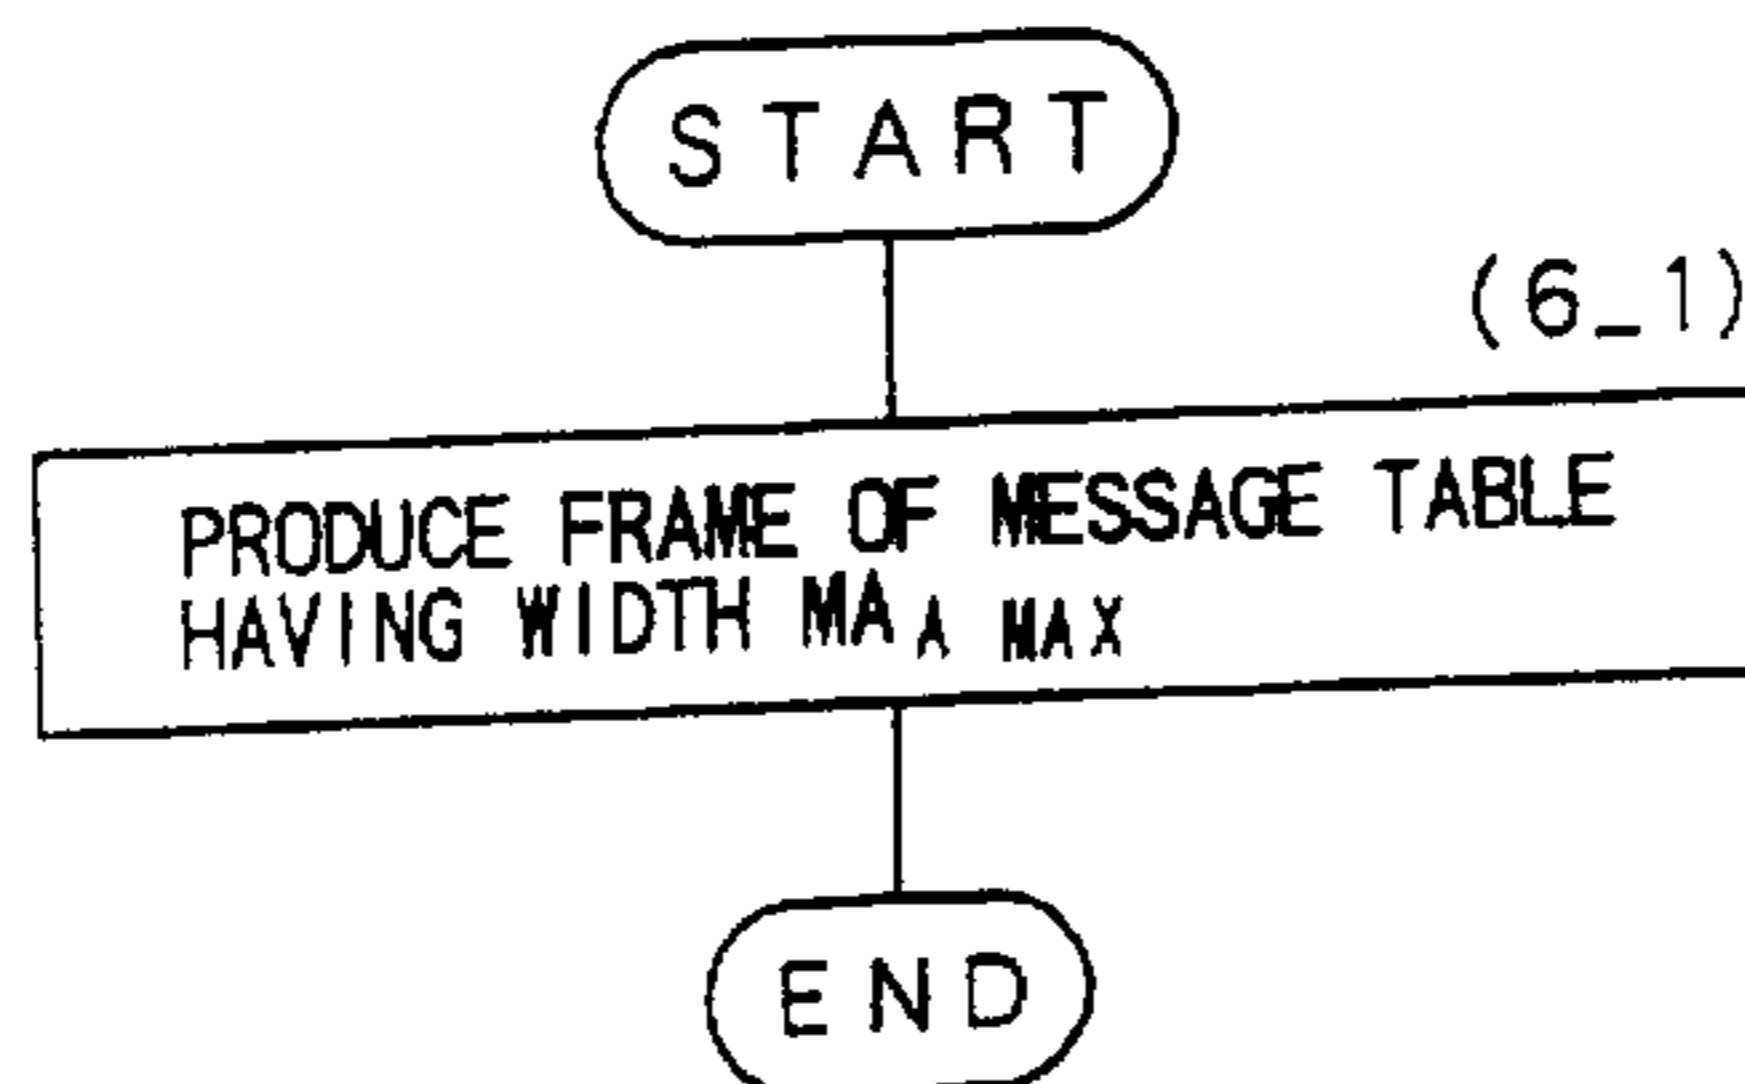 START
(6_1)
PRODUCE FRAME OF MESSAGE TABLE
HAVING WIDTH MA A MAX
END